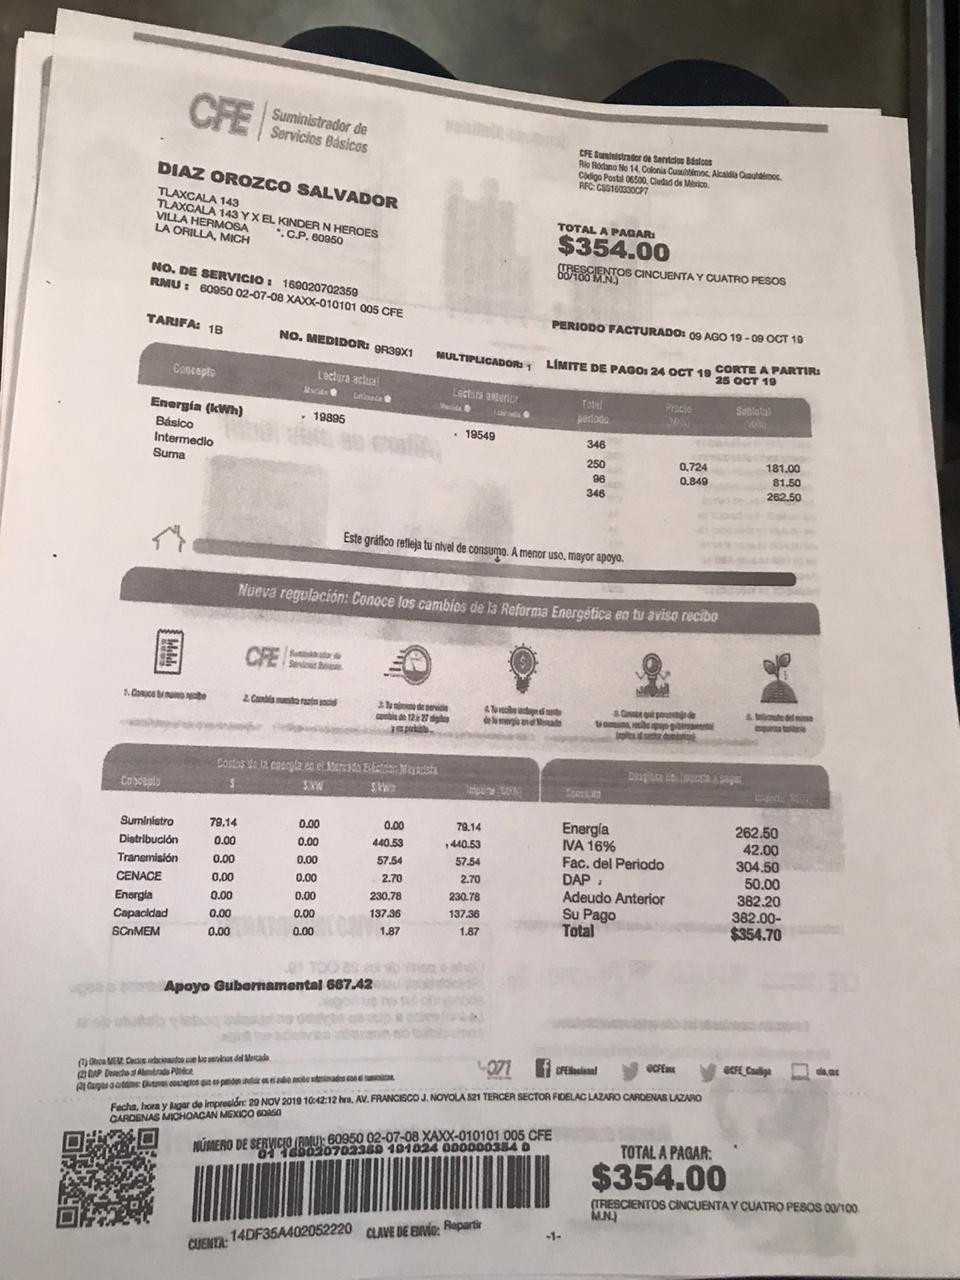 CFE
Suministrador de
Servicios Básicos
CFE Suministrador de Servicios Básicos
Río Ródano No 14, Colonia Cuauhtémoc, Alcaldía Cuauhtémoc,
Código Postal 06500, Ciudad de México.
RFC: CSS160330CP7
DIAZ OROZCO SALVADOR
TLAXCALA 143
TLAXCALA 143 Y X EL KINDER N HEROES
VILLA HERMOSA *. C.P. 60950
LA ORILLA, MICH
TOTAL A PAGAR:
$354.00
(TRESCIENTOS CINCUENTA Y CUATRO PESOS
00/100 M.N.)
NO. DE SERVICIO : 169020702359
RMU : 60950 02-07-08 XAXX-010101 005 CFE
PERIODO FACTURADO: 09 AGO 19 - 09 OCT 19
TARIFA: 1B NO. MEDIDOR: 9R39X1 MULTIPLICADOR: 1 LÍMITE DE PAGO: 24 OCT 19 CORTE A PARTIR:
25 OCT 19
Concepto Lectura actual Lectura anterior Total Precio Subtotal
Medida Estimada Medida Estimada periodo (MXN) (MXN)
Energía (kWh) 19895 19549 346
Básico 250 0.724 181.00
Intermedio 96 0.849 81.50
Suma 346 262.50
Este gráfico refleja tu nivel de consumo. A menor uso, mayor apoyo.
Nueva regulación: Conoce los cambios de la Reforma Energética en tu aviso recibo
CFE Suministrador de
Servicios Básicos
1. Conoce tu nuevo recibo
2. Cambia nuestra razón social
3. Tu número de servicio
cambia de 12 a 27 dígitos
y es portable
4. Tu recibo incluye el costo
de la energía en el Mercado
5. Conoce qué porcentaje de
tu consumo, recibe apoyo gubernamental
(aplica al sector doméstico)
6. del nuevo
esquema tarifario
Costos de la energía en el Mercado Eléctrico Mayorista
Concepto $ $/kW $/kWh Importe (MXN)
Suministro 79.14 0.00 0.00 79.14
Distribución 0.00 0.00 440.53 440.53
Transmisión 0.00 0.00 57.54 57.54
CENACE 0.00 0.00 2.70 2.70
Energía 0.00 0.00 230.78 230.78
Capacidad 0.00 0.00 137.36 137.36
SCnMEM 0.00 0.00 1.87 1.87
Desglose del importe a pagar
Concepto Importe (MXN)
Energía 262.50
IVA 16% 42.00
Fac. del Periodo 304.50
DAP 50.00
Adeudo Anterior 382.20
Su Pago 382.00-
Total $354.70
Apoyo Gubernamental 667.42
(1) Otros MEM: Costos relacionados con los servicios del Mercado.
(2) DAP: Derecho al Alumbrado Público.
(3) Cargos o créditos: Diversos conceptos que se pueden incluir en el aviso recibo relacionados con el suministro.
071
CFENacional
@CFEmx
@CFE_Contigo
cfe.mx
Fecha, hora y lugar de impresión: 29 NOV 2019 10:42:12 hrs, AV. FRANCISCO J. NOYOLA 521 TERCER SECTOR FIDELAC LAZARO CARDENAS LAZARO
CARDENAS MICHOACAN MEXICO 60950
NÚMERO DE SERVICIO (RMU): 60950 02-07-08 XAXX-010101 005 CFE
01 169020702359 191024 000000354 0
CUENTA: 14DF35A402052220 CLAVE DE ENVÍO: Repartir
TOTAL A PAGAR:
$354.00
(TRESCIENTOS CINCUENTA Y CUATRO PESOS 00/100
M.N.)
-1-